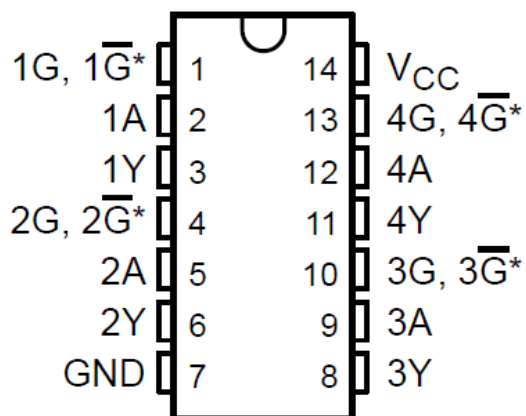 1G, 1G̅* 1 14 VCC
1A 2 13 4G, 4G̅*
1Y 3 12 4A
2G, 2G̅* 4 11 4Y
2A 5 10 3G, 3G̅*
2Y 6 9 3A
GND 7 8 3Y